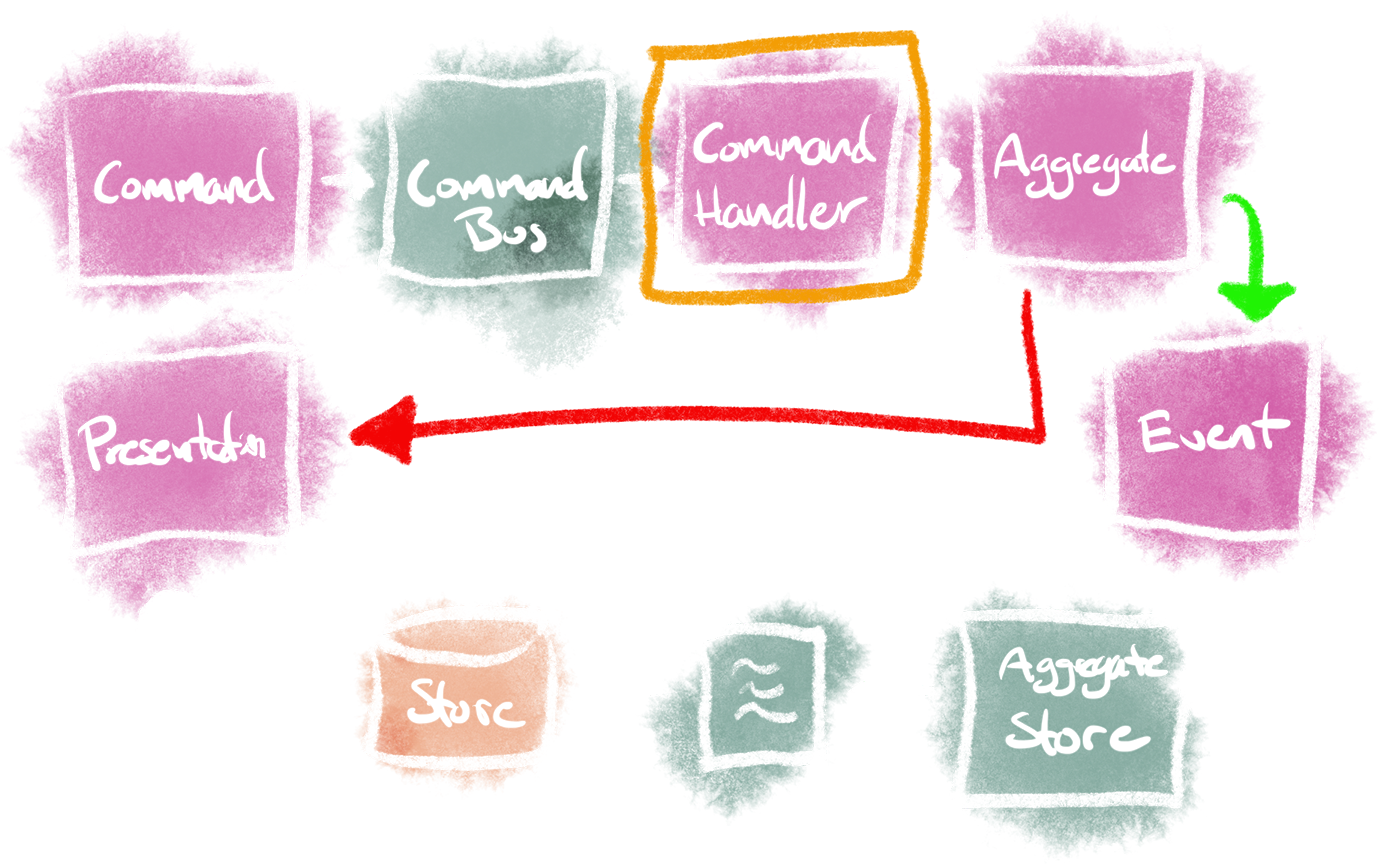 Command
Command
Bus
Command
Handler
Aggregate
Presentation
Event
Store
Aggregate
Store